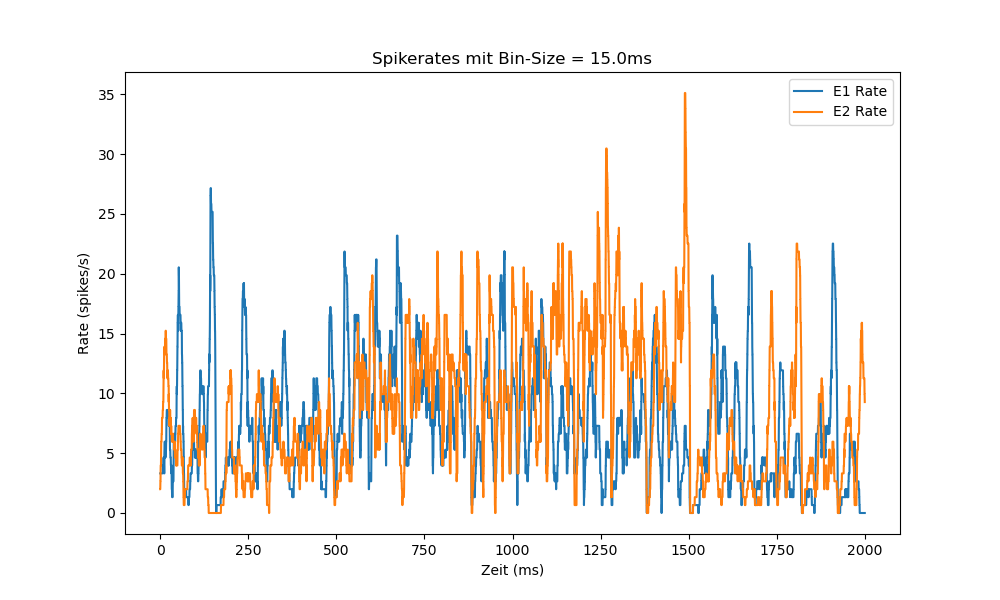 Spikerates mit Bin-Size = 15.0ms
E1 Rate
E2 Rate
Rate (spikes/s)
35
30
25
20
15
10
5
0
0 250 500 750 1000 1250 1500 1750 2000
Zeit (ms)